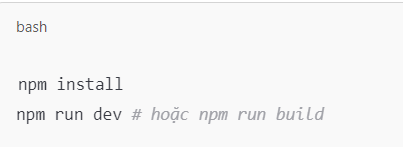 bash
npm install
npm run dev # hoặc npm run build